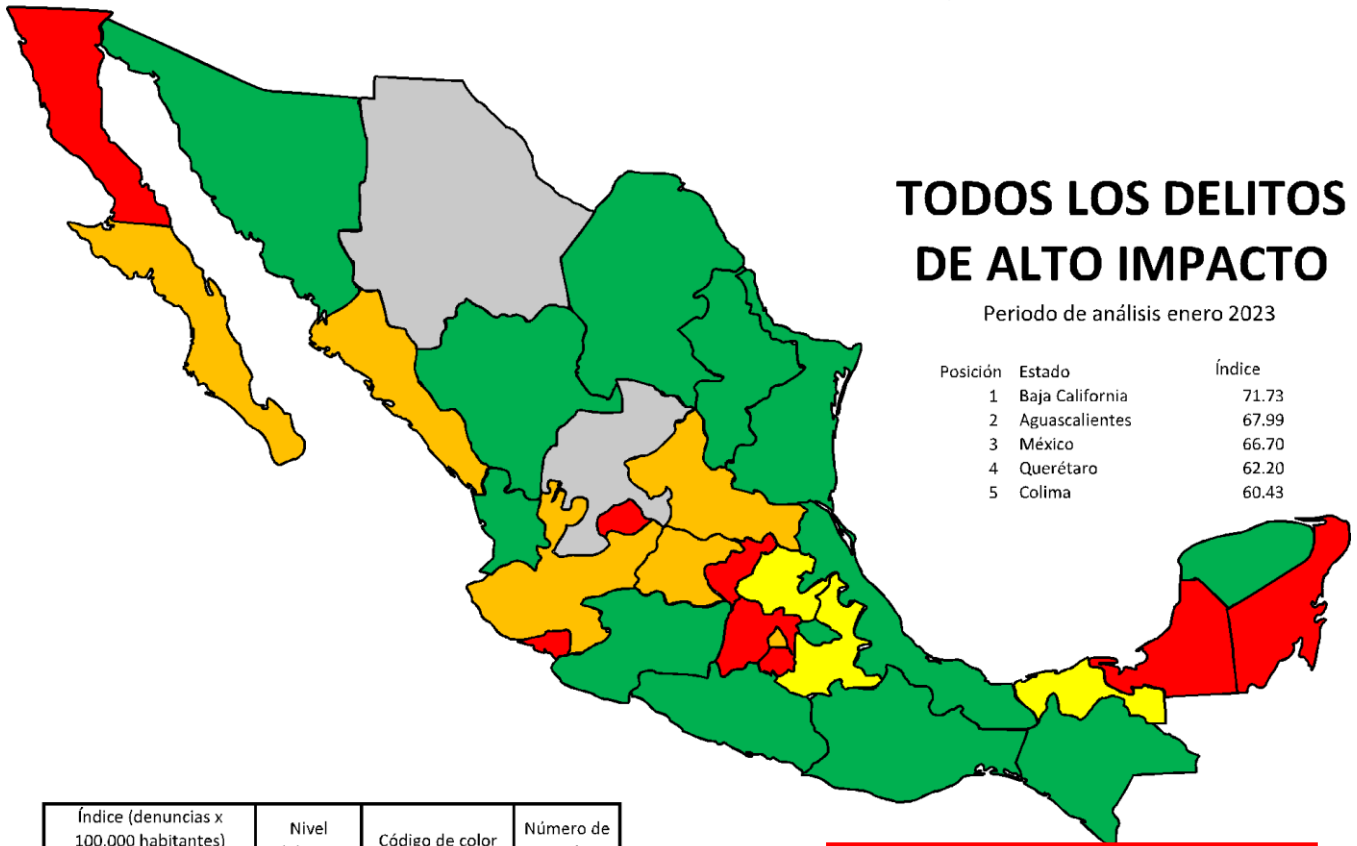 TODOS LOS DELITOS
DE ALTO IMPACTO
Periodo de análisis enero 2023
Posición Estado Índice
1 Baja California 71.73
2 Aguascalientes 67.99
3 México 66.70
4 Querétaro 62.20
5 Colima 60.43
Índice (denuncias x
100,000 habitantes)
Nivel
Código de color
Número de